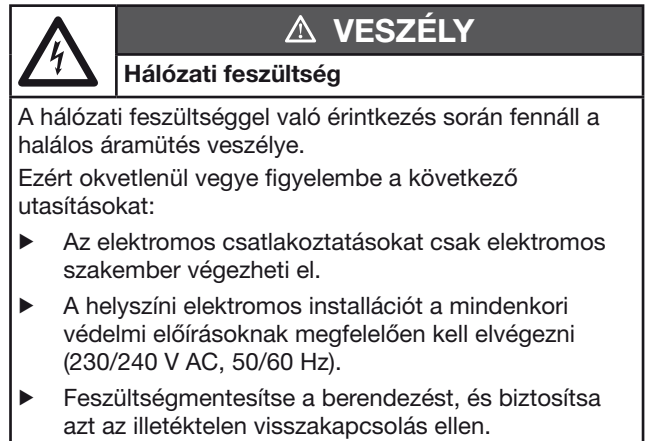 ⚠ VESZÉLY
Hálózati feszültség
A hálózati feszültséggel való érintkezés során fennáll a
halálos áramütés veszélye.
Ezért okvetlenül vegye figyelembe a következő
utasításokat:
► Az elektromos csatlakoztatásokat csak elektromos
szakember végezheti el.
► A helyszíni elektromos installációt a mindenkori
védelmi előírásoknak megfelelően kell elvégezni
(230/240 V AC, 50/60 Hz).
► Feszültségmentesítse a berendezést, és biztosítsa
azt az illetéktelen visszakapcsolás ellen.